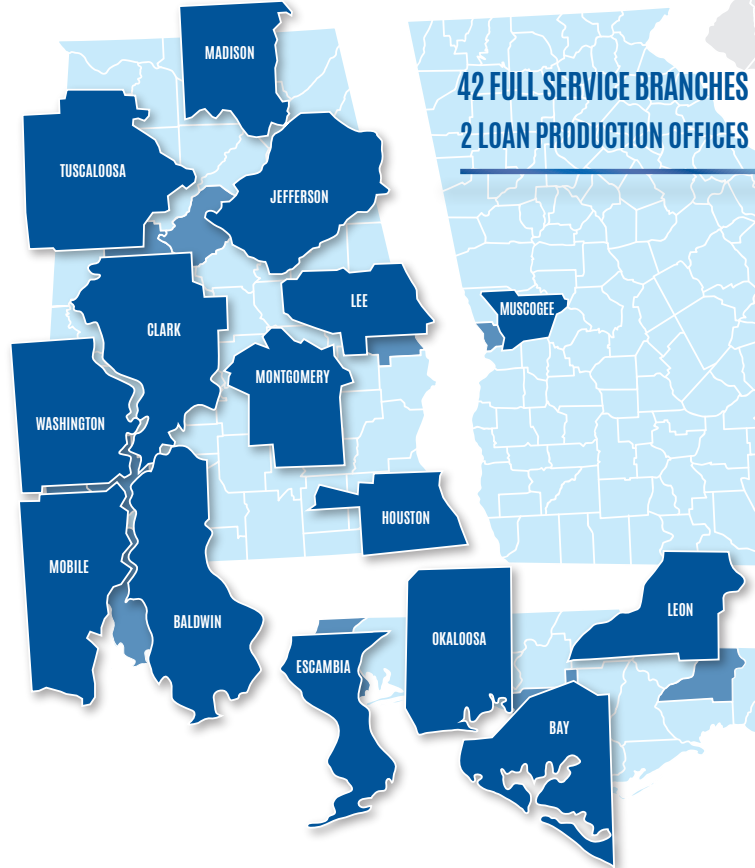 MADISON
42 FULL SERVICE BRANCHES
2 LOAN PRODUCTION OFFICES
TUSCALOOSA
JEFFERSON
LEE
MUSCOGEE
CLARK
MONTGOMERY
WASHINGTON
HOUSTON
MOBILE
LEON
BALDWIN
OKALOOSA
ESCAMBIA
BAY